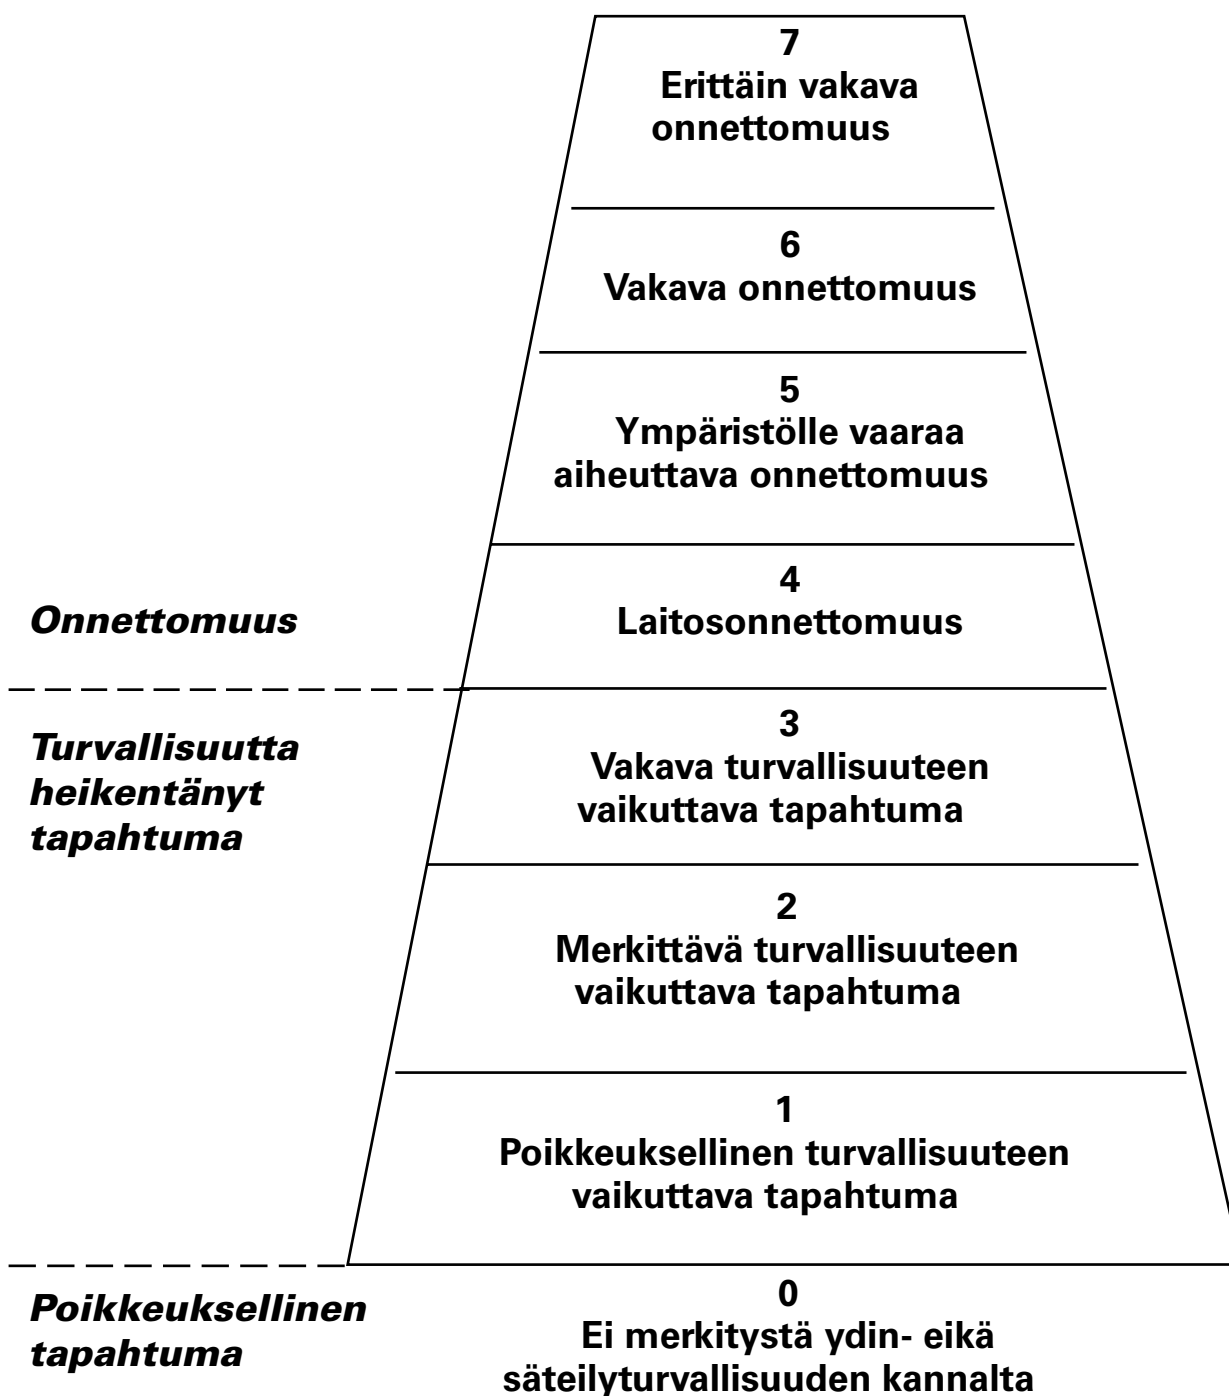 7
Erittäin vakava
onnettomuus
6
Vakava onnettomuus
5
Ympäristölle vaaraa
aiheuttava onnettomuus
4
Laitosonnettomuus
Onnettomuus
3
Vakava turvallisuuteen
vaikuttava tapahtuma
Turvallisuutta
heikentänyt
tapahtuma
2
Merkittävä turvallisuuteen
vaikuttava tapahtuma
1
Poikkeuksellinen turvallisuuteen
vaikuttava tapahtuma
Poikkeuksellinen
tapahtuma
0
Ei merkitystä ydin- eikä
säteilyturvallisuuden kannalta